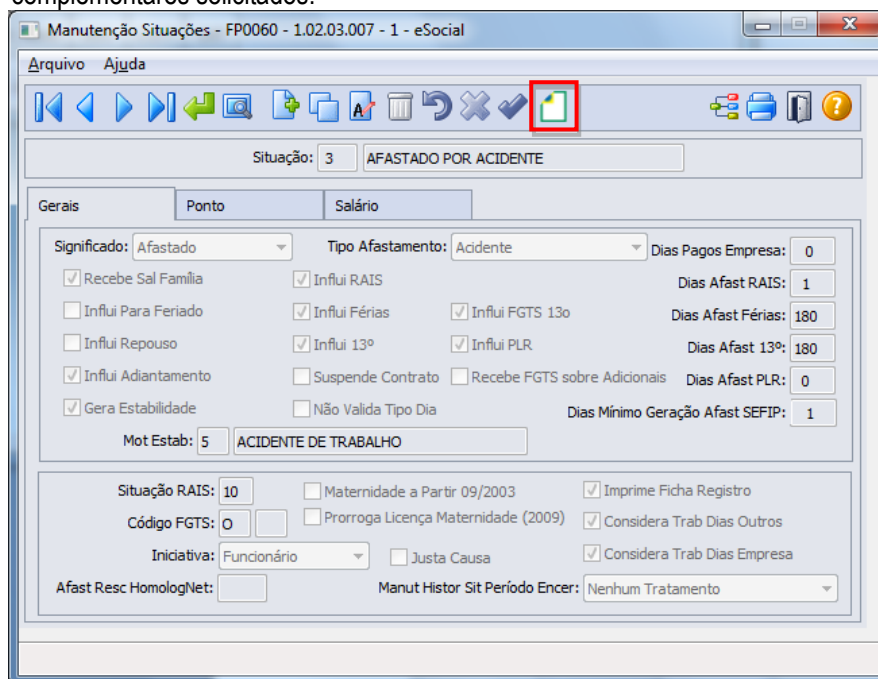 complementares solicitados.
Manutenção Situações - FP0060 - 1.02.03.007 - 1 - eSocial
Arquivo Ajuda
Situação: 3 AFASTADO POR ACIDENTE
Gerais Ponto Salário
Significado: Afastado Tipo Afastamento: Acidente Dias Pagos Empresa: 0
Recebe Sal Família Influi RAIS Dias Afast RAIS: 1
Influi Para Feriado Influi Férias Influi FGTS 13o Dias Afast Férias: 180
Influi Repouso Influi 13º Influi PLR Dias Afast 13º: 180
Influi Adiantamento Suspende Contrato Recebe FGTS sobre Adicionais Dias Afast PLR: 0
Gera Estabilidade Não Valida Tipo Dia Dias Mínimo Geração Afast SEFIP: 1
Mot Estab: 5 ACIDENTE DE TRABALHO
Situação RAIS: 10 Maternidade a Partir 09/2003 Imprime Ficha Registro
Código FGTS: O Prorroga Licença Maternidade (2009) Considera Trab Dias Outros
Iniciativa: Funcionário Justa Causa Considera Trab Dias Empresa
Afast Resc HomologNet: Manut Histor Sit Período Encer: Nenhum Tratamento